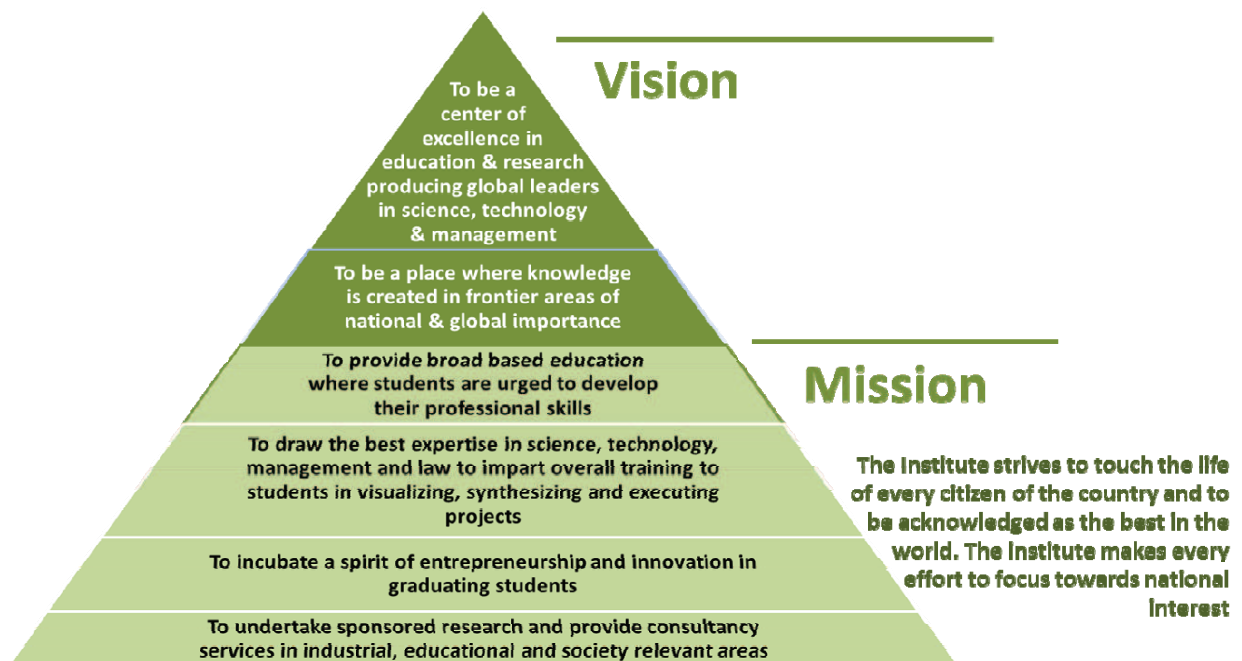 Vision
To be a
center of
excellence in
education & research
producing global leaders
in science, technology
& management
To be a place where knowledge
is created in frontier areas of
national & global importance
Mission
To provide broad based education
where students are urged to develop
their professional skills
To draw the best expertise in science, technology,
management and law to impart overall training to
students in visualizing, synthesizing and executing
projects
To incubate a spirit of entrepreneurship and innovation in
graduating students
To undertake sponsored research and provide consultancy
services in industrial, educational and society relevant areas
The Institute strives to touch the life
of every citizen of the country and to
be acknowledged as the best in the
world. The Institute makes every
effort to focus towards national
interest